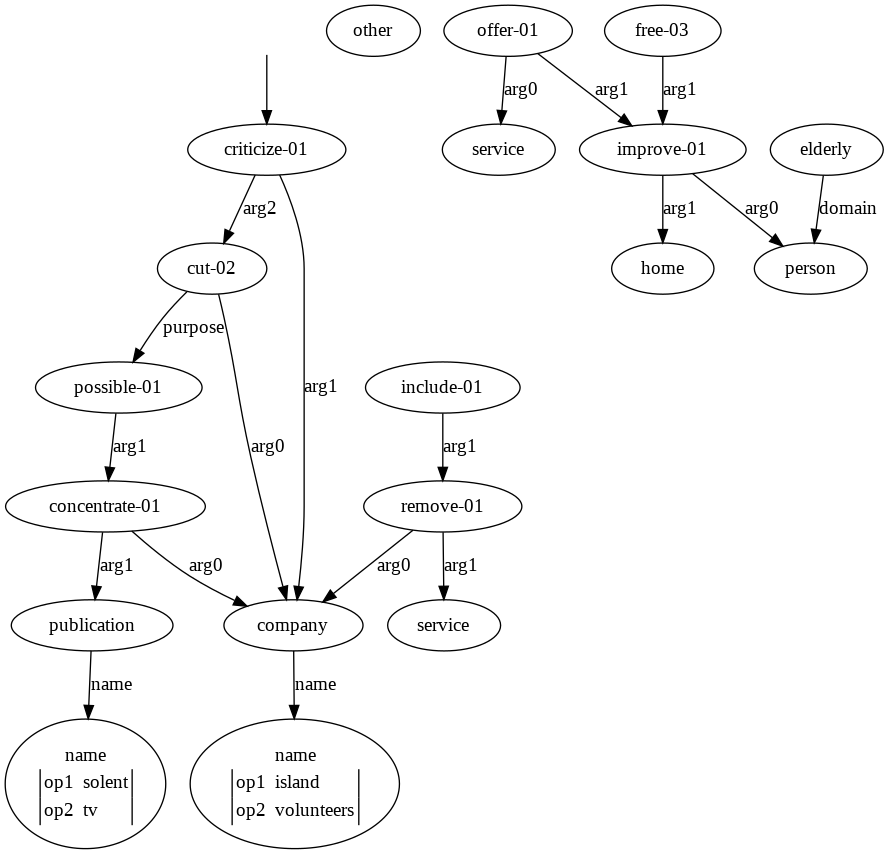 other
offer-01
free-03
arg0
arg1
arg1
criticize-01
service
improve-01
elderly
arg2
arg1
arg0
domain
cut-02
home
person
purpose
possible-01
arg1
include-01
arg1
arg0
arg1
concentrate-01
remove-01
arg1
arg0
arg0
arg1
publication
company
service
name
name
name
op1 solent
op2 tv
name
op1 island
op2 volunteers